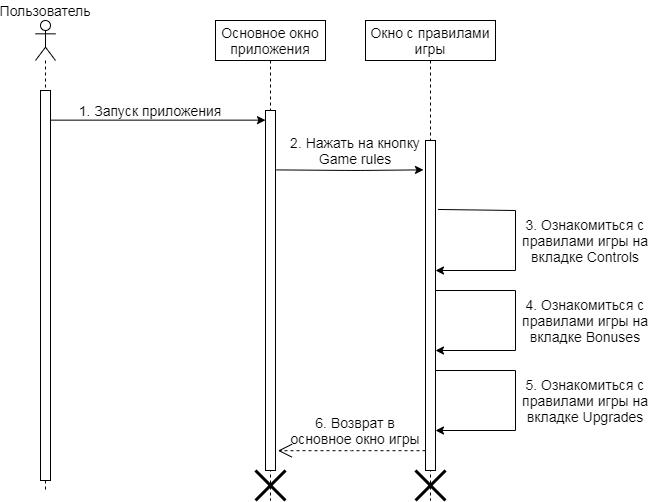 Пользователь
Основное окно
приложения
Окно с правилами
игры
1. Запуск приложения
2. Нажать на кнопку
Game rules
3. Ознакомиться с
правилами игры на
вкладке Controls
4. Ознакомиться с
правилами игры на
вкладке Bonuses
5. Ознакомиться с
правилами игры на
вкладке Upgrades
6. Возврат в
основное окно игры